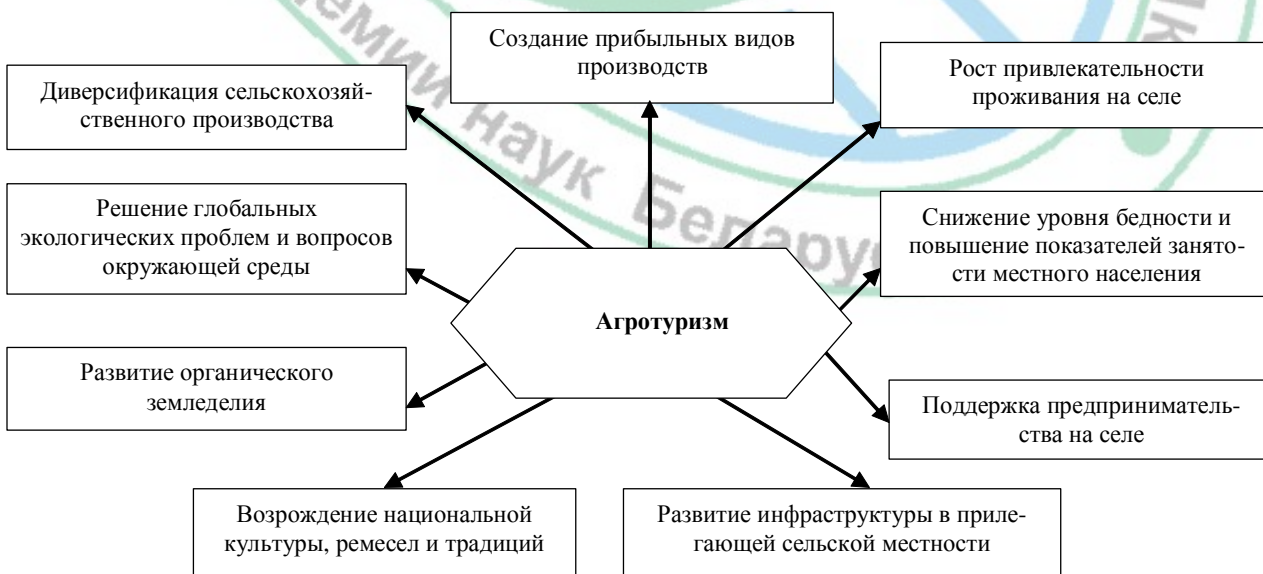 Создание прибыльных видов
производств
Рост привлекательности
проживания на селе
Диверсификация сельскохозяй-
ственного производства
Решение глобальных
экологических проблем и вопросов
окружающей среды
Снижение уровня бедности и
повышение показателей занято-
сти местного населения
Агротуризм
Развитие органического
земледелия
Поддержка предприниматель-
ства на селе
Возрождение национальной
культуры, ремесел и традиций
Развитие инфраструктуры в приле-
гающей сельской местности
наук